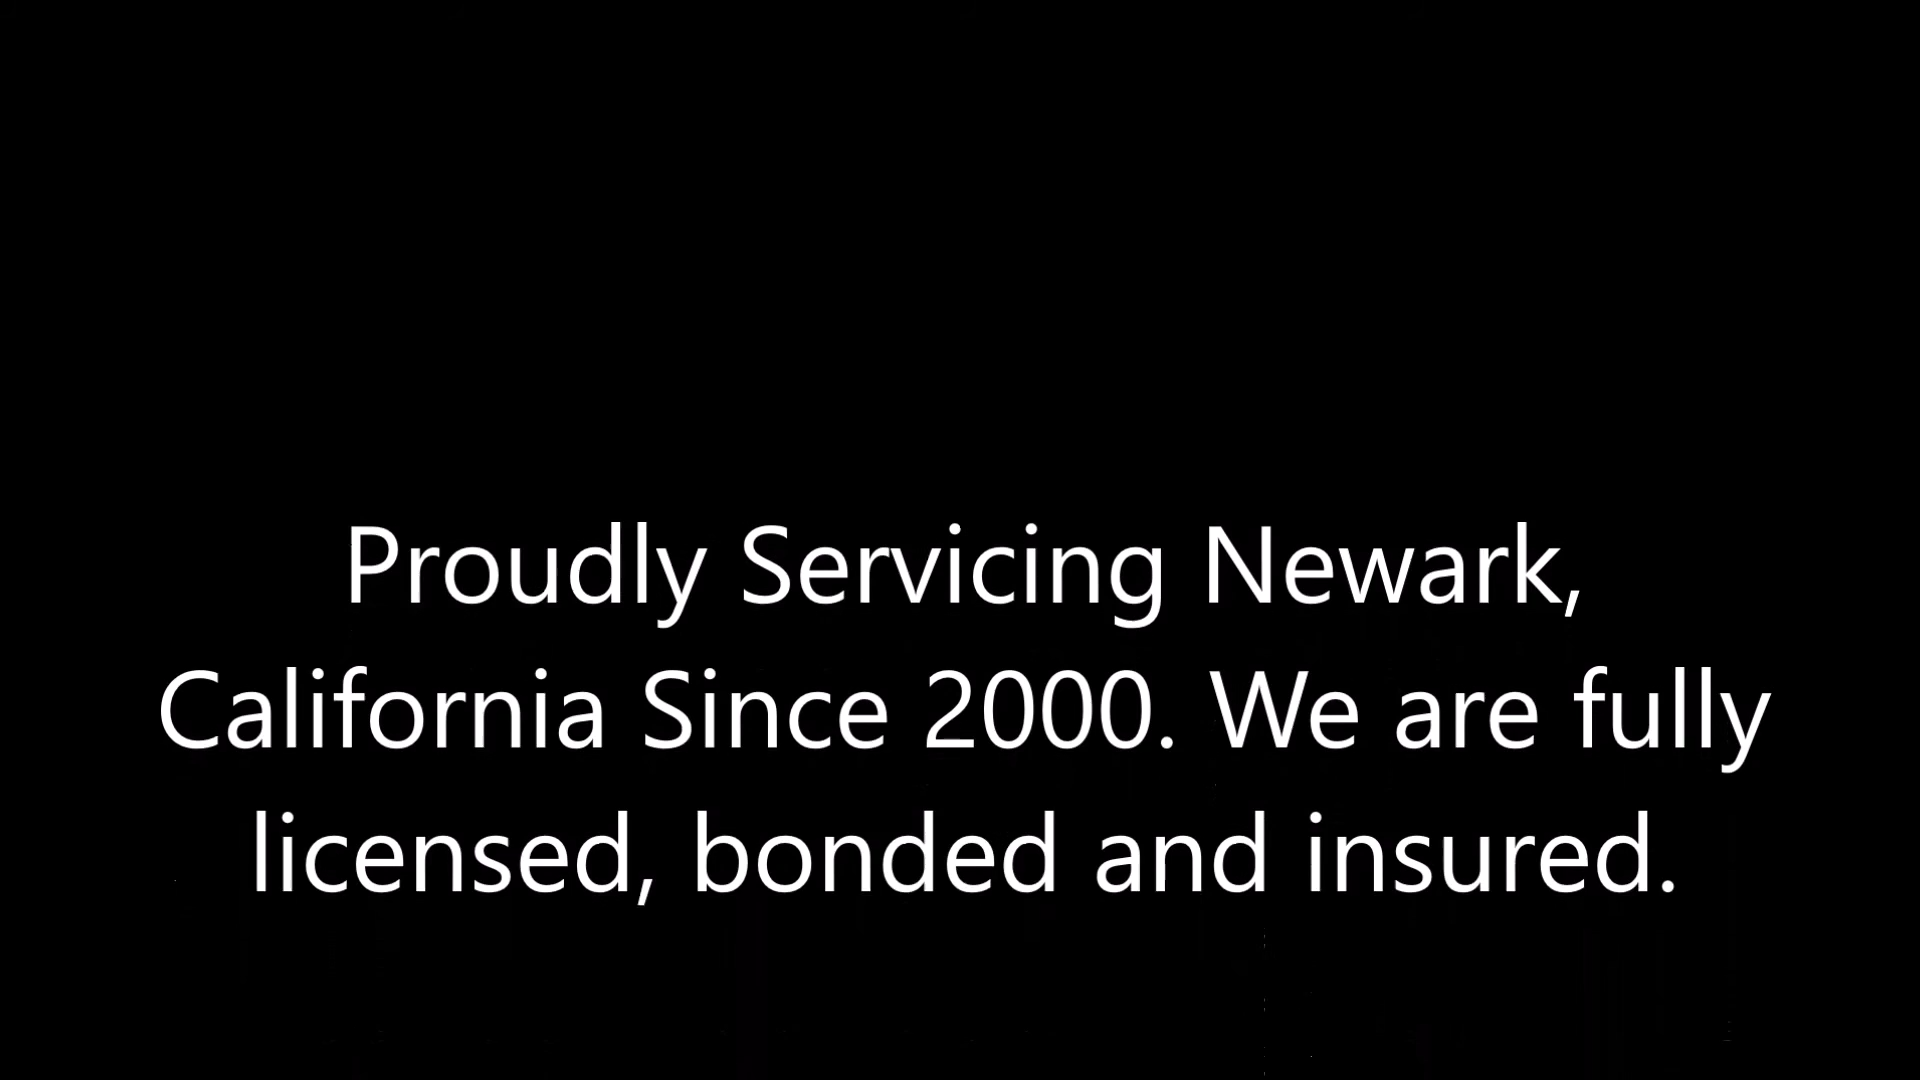 Proudly Servicing Newark,
California Since 2000. We are fully
licensed, bonded and insured.